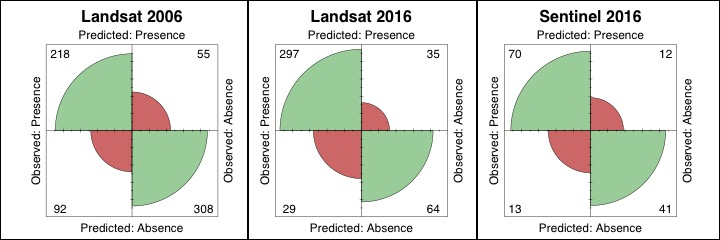 Landsat 2006
Predicted: Presence
218 55
Observed: Presence
Observed: Absence
92 308
Predicted: Absence
Landsat 2016
Predicted: Presence
297 35
Observed: Presence
Observed: Absence
29 64
Predicted: Absence
Sentinel 2016
Predicted: Presence
70 12
Observed: Presence
Observed: Absence
13 41
Predicted: Absence